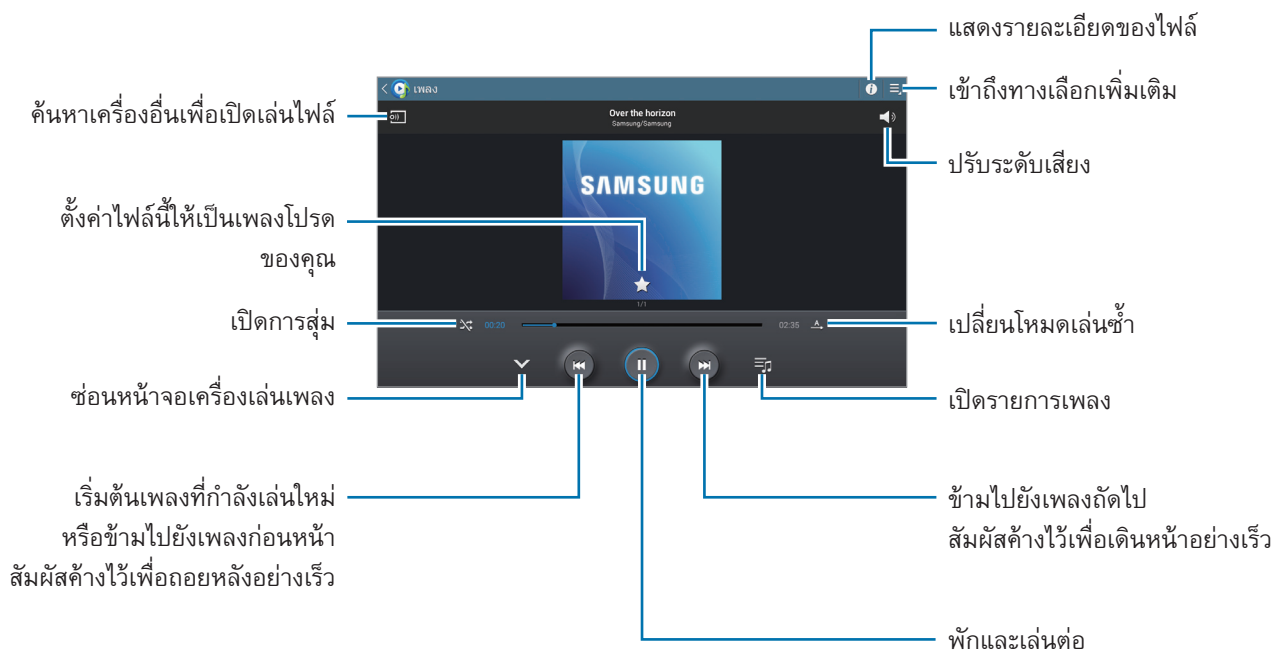 แสดงรายละเอียดของไฟล์
เข้าถึงทางเลือกเพิ่มเติม
ปรับระดับเสียง
ค้นหาเครื่องอื่นเพื่อเปิดเล่นไฟล์
ตั้งค่าไฟล์นี้ให้เป็นเพลงโปรด
ของคุณ
เปิดการสุ่ม
ซ่อนหน้าจอเครื่องเล่นเพลง
เริ่มต้นเพลงที่กำลังเล่นใหม่
หรือข้ามไปยังเพลงก่อนหน้า
สัมผัสค้างไว้เพื่อถอยหลังอย่างเร็ว
เพลง
Over the horizon
Samsung/Samsung
SAMSUNG
1/1
00:20
02:35
A
เปลี่ยนโหมดเล่นซ้ำ
เปิดรายการเพลง
ข้ามไปยังเพลงถัดไป
สัมผัสค้างไว้เพื่อเดินหน้าอย่างเร็ว
พักและเล่นต่อ